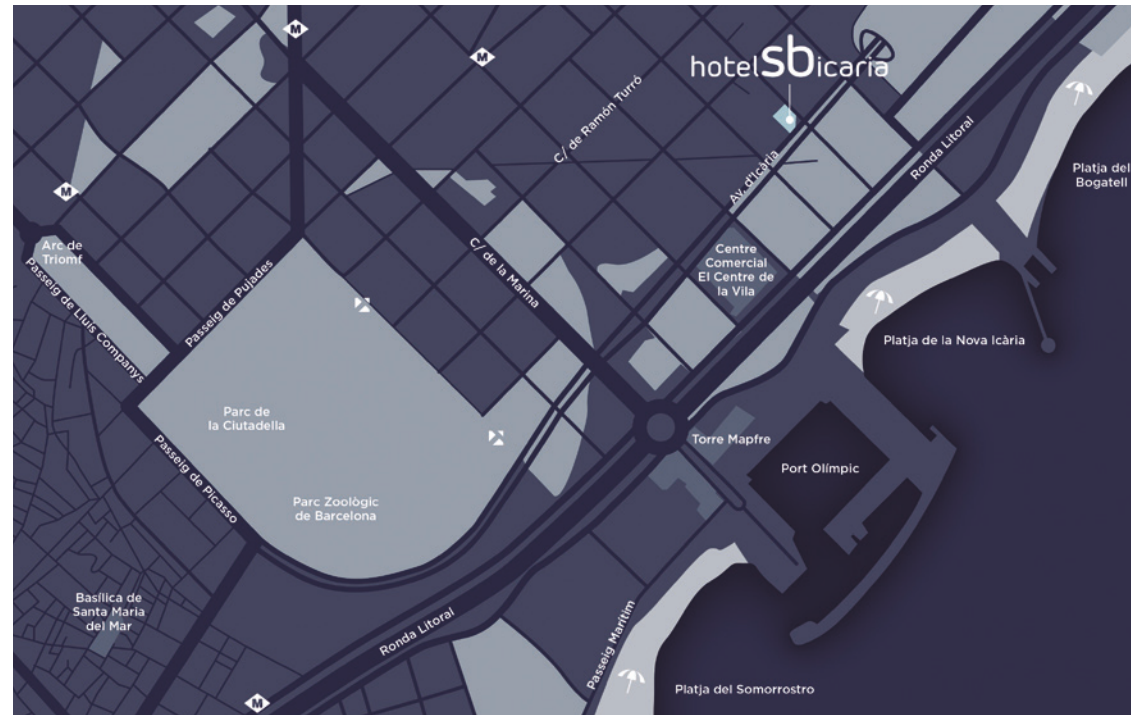 M
M
hotelsbicaria
C/ de Ramón Turró
Av. d'Icària
Ronda Litoral
Platja del
Bogatell
M
Arc de
Triomf
Passeig de Lluis Companys
Passeig de Pujades
C/ de la Marina
Centre
Comercial
El Centre de
la Vila
Platja de la Nova Icària
Parc de
la Ciutadella
Torre Mapfre
Port Olímpic
Passeig de Picasso
Parc Zoològic
de Barcelona
Basílica de
Santa Maria
del Mar
Ronda Litoral
Passeig Marítim
Platja del Somorrostro
M